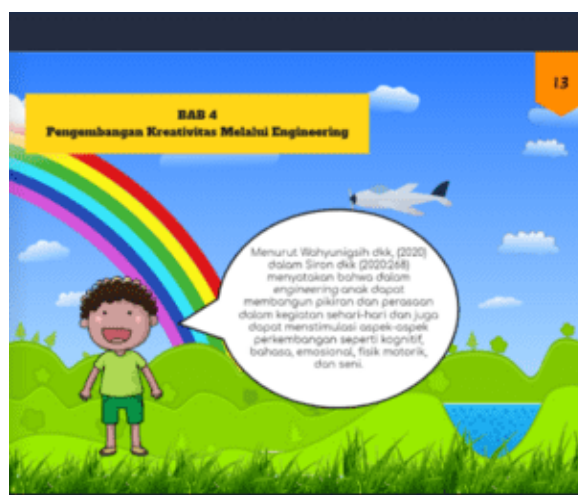 13
BAB 4
Pengembangan Kreativitas Melalui Engineering
Menurut Wahyunigsih dkk, (2020)
dalam Siron dkk (2020:268)
menyatakan bahwa dalam
engineering anak dapat
membangun pikiran dan perasaan
dalam kegiatan sehari-hari dan juga
dapat menstimulasi aspek-aspek
perkembangan seperti kognitif,
bahasa, emosional, fisik motorik,
dan seni.